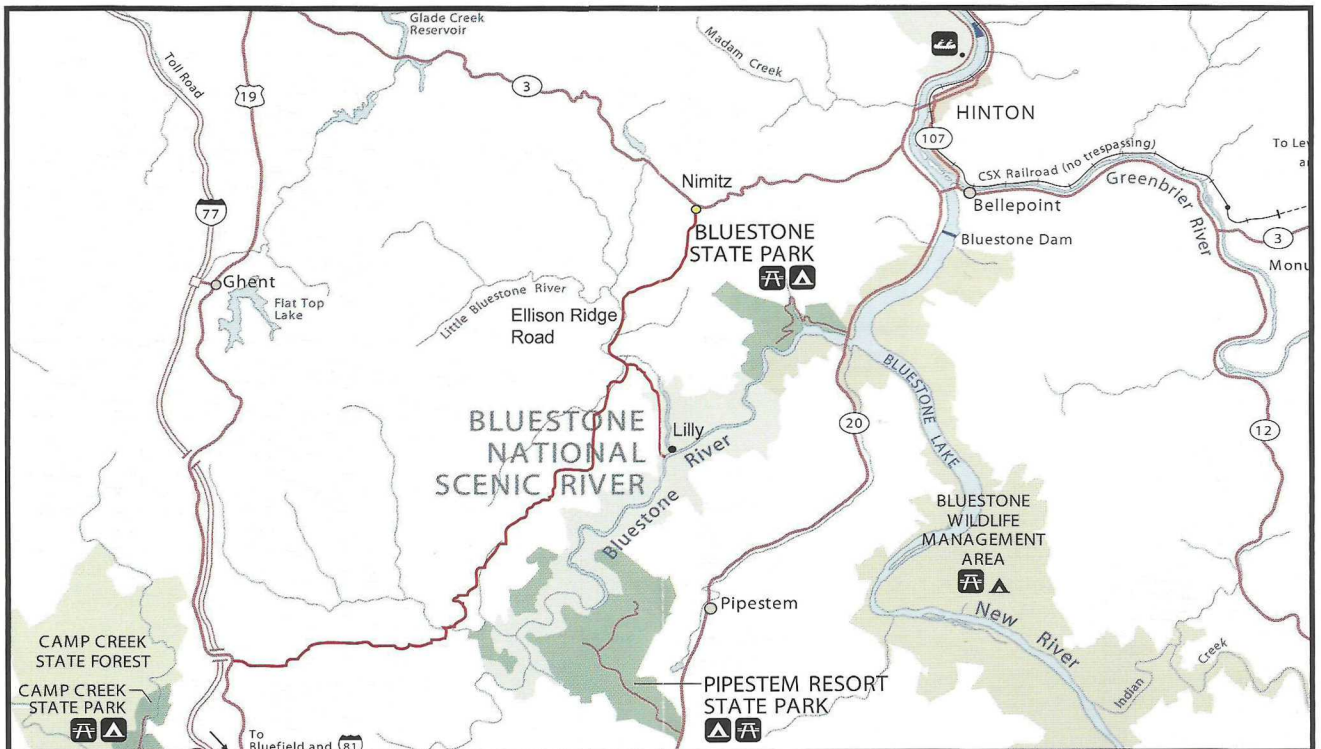 Glade Creek
Reservoir
Toll Road
19
3
Madam Creek
HINTON
107
CSX Railroad (no trespassing)
To
Nimitz
Greenbrier River
Bellepoint
77
BLUESTONE
STATE PARK
Bluestone Dam
3
Ghent
Flat Top
Lake
Little Bluestone River
Ellison Ridge
Road
BLUESTONE LAKE
BLUESTONE
NATIONAL
SCENIC RIVER
Lilly
20
12
Bluestone River
BLUESTONE
WILDLIFE
MANAGEMENT
AREA
Pipestem
New River
CAMP CREEK
STATE FOREST
Indian Creek
CAMP CREEK
STATE PARK
PIPESTEM RESORT
STATE PARK
To
Bluefield and 81